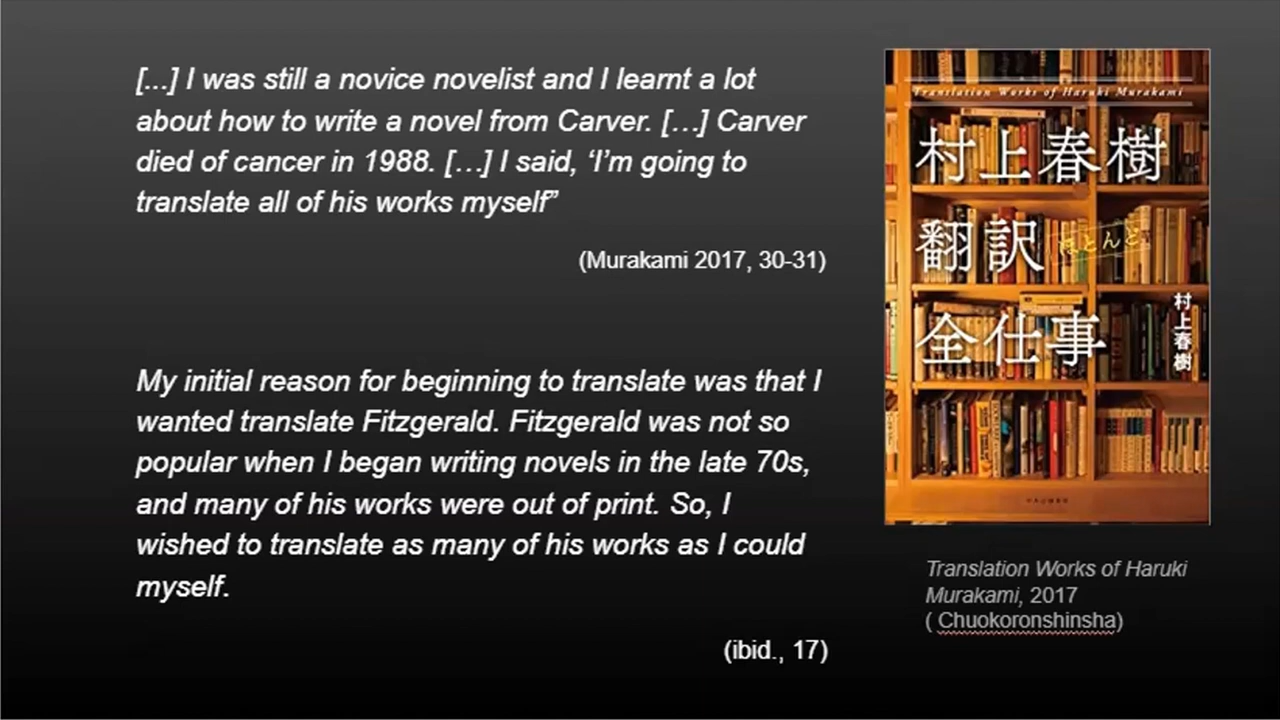 [...] I was still a novice novelist and I learnt a lot
about how to write a novel from Carver. […] Carver
died of cancer in 1988. […] I said, ‘I’m going to
translate all of his works myself”
(Murakami 2017, 30-31)
My initial reason for beginning to translate was that I
wanted translate Fitzgerald. Fitzgerald was not so
popular when I began writing novels in the late 70s,
and many of his works were out of print. So, I
wished to translate as many of his works as I could
myself.
(ibid., 17)
Translation Works of Haruki Murakami
村上春樹
翻訳 ほとんど
全仕事
村上春樹
Translation Works of Haruki
Murakami, 2017
( Chuokoronshinsha)